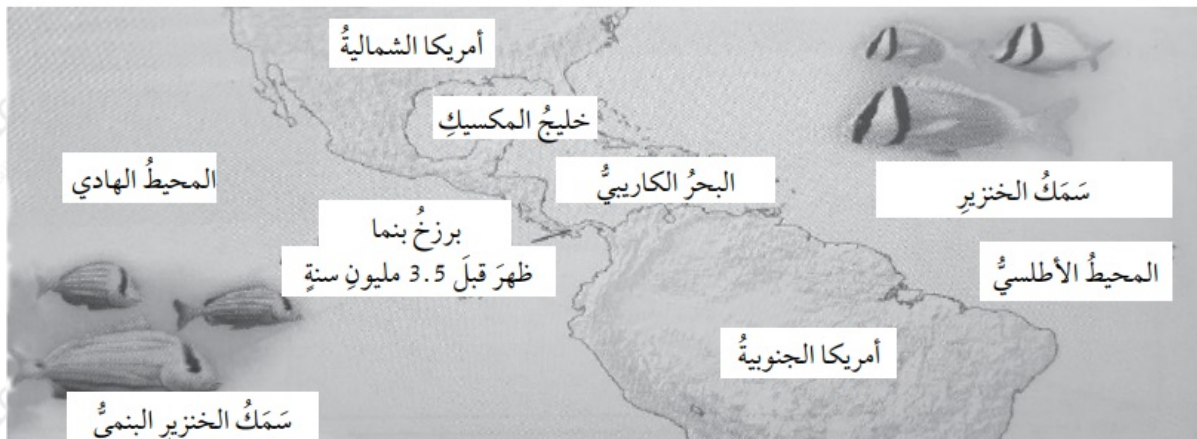 أمريكا الشماليةُ
خليجُ المكسيكِ
البحرُ الكاريبيُّ
سَمَكُ الخنزيرِ
المحيطُ الهادي
برزخُ بنما
ظهرَ قبلَ 3.5 مليونِ سنةٍ
المحيطُ الأطلسيُّ
أمريكا الجنوبيةُ
سَمَكُ الخنزيرِ البنميُّ